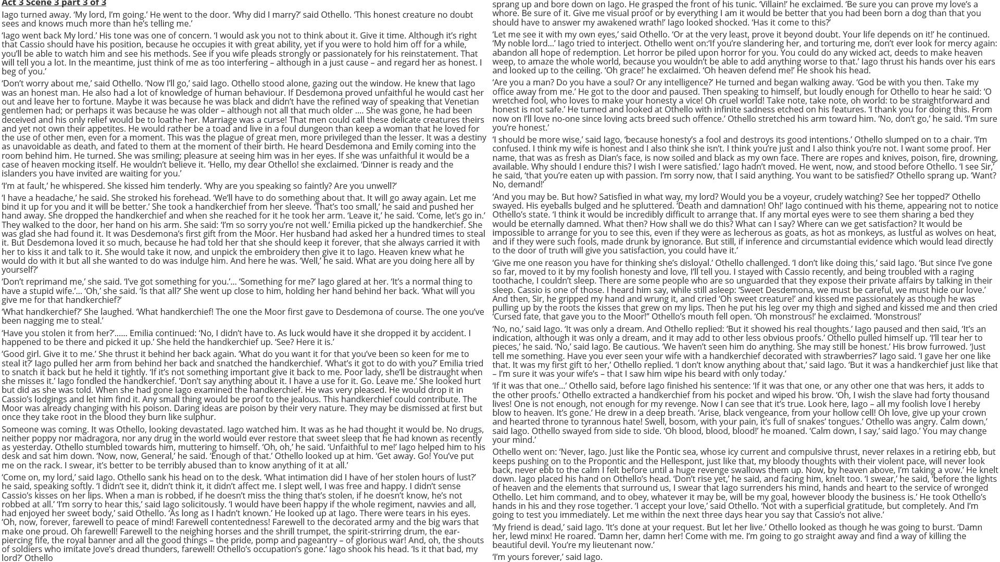 Act 3 Scene 3 part 3 of 3
Iago turned away. ‘My lord, I’m going.’ He went to the door. ‘Why did I marry?’ said Othello. ‘This honest creature no doubt
sees and knows much more than he’s telling me.’
‘Iago went back My lord.’ His tone was one of concern. ‘I would ask you not to think about it. Give it time. Although it’s right
that Cassio should have his position, because he occupies it with great ability, yet if you were to hold him off for a while,
you’ll be able to watch him and see his methods. See if you wife pleads strongly or passionately for his reinstatement. That
will tell you a lot. In the meantime, just think of me as too interfering – although in a just cause – and regard her as honest. I
beg of you.’
‘Don’t worry about me,’ said Othello. ‘Now I’ll go,’ said Iago. Othello stood alone, gazing out the window. He knew that Iago
was an honest man. He also had a lot of knowledge of human behaviour. If Desdemona proved unfaithful he would cast her
out and leave her to fortune. Maybe it was because he was black and didn’t have the refined way of speaking that Venetian
gentlemen had; or perhaps it was because he was older – although not all that much older .... She was gone, he had been
deceived and his only relief would be to loathe her. Marriage was a curse! That men could call these delicate creatures theirs
and yet not own their appetites. He would rather be a toad and live in a foul dungeon than keep a woman that he loved for
the use of other men, even for a moment. This was the plague of great men, more privileged than the lesser. It was a destiny
as unavoidable as death, and fated to them at the moment of their birth. He heard Desdemona and Emily coming into the
room behind him. He turned. She was smiling; pleasure at seeing him was in her eyes. If she was unfaithful it would be a
case of heaven mocking itself. He wouldn’t believe it. ‘Hello, my dear Othello! she exclaimed. ‘Dinner is ready and the
islanders you have invited are waiting for you.’
‘I’m at fault,’ he whispered. She kissed him tenderly. ‘Why are you speaking so faintly? Are you unwell?’
‘I have a headache,’ he said. She stroked his forehead. ‘We’ll have to do something about that. It will go away again. Let me
bind it up for you and it will be better.’ She took a handkerchief from her sleeve. ‘That’s too small,’ he said and pushed her
hand away. She dropped the handkerchief and when she reached for it he took her arm. ‘Leave it,’ he said. ‘Come, let’s go in.’
They walked to the door, her hand on his arm. She said: ‘I’m so sorry you’re not well.’ Emilia picked up the handkerchief. She
was glad she had found it. It was Desdemona’s first gift from the Moor. Her husband had asked her a hundred times to steal
it. But Desdemona loved it so much, because he had told her that she should keep it forever, that she always carried it with
her to kiss it and talk to it. She would take it now, and unpick the embroidery then give it to Iago. Heaven knew what he
would do with it but all she wanted to do was indulge him. And here he was. ‘Well,’ he said. What are you doing here all by
yourself?’
‘Don’t reprimand me,’ she said. ‘I’ve got something for you.’... ‘Something for me?’ Iago glared at her. ‘It’s a normal thing to
have a stupid wife.’... ‘Oh,’ she said. ‘Is that all?’ She went up close to him, holding her hand behind her back. ‘What will you
give me for that handkerchief?’
‘What handkerchief?’ She laughed. ‘What handkerchief! The one the Moor first gave to Desdemona of course. The one you’ve
been nagging me to steal.’
‘Have you stolen it from her?’...... Emilia continued: ‘No, I didn’t have to. As luck would have it she dropped it by accident. I
happened to be there and picked it up.’ She held the handkerchief up. ‘See? Here it is.’
‘Good girl. Give it to me.’ She thrust it behind her back again. ‘What do you want it for that you’ve been so keen for me to
steal it?’ Iago pulled her arm from behind her back and snatched the handkerchief. ‘What’s it got to do with you?’ Emilia tried
to snatch it back but he held it tightly. ‘If it’s not something important give it back to me. Poor lady, she’ll be distraught when
she misses it.’ Iago fondled the handkerchief. ‘Don’t say anything about it. I have a use for it. Go. Leave me.’ She looked hurt
but did as she was told. When she had gone Iago examined the handkerchief. He was very pleased. He would drop it in
Cassio’s lodgings and let him find it. Any small thing would be proof to the jealous. This handkerchief could contribute. The
Moor was already changing with his poison. Daring ideas are poison by their very nature. They may be dismissed at first but
once they take root in the blood they burn like sulphur.
Someone was coming. It was Othello, looking devastated. Iago watched him. It was as he had thought it would be. No drugs,
neither poppy nor madragora, nor any drug in the world would ever restore that sweet sleep that he had known as recently
as yesterday. Othello stumbled towards him, muttering to himself. ‘Oh, oh,’ he said. ‘Unfaithful to me!’ Iago helped him to his
desk and sat him down. ‘Now, now, General,’ he said. ‘Enough of that.’ Othello looked up at him. ‘Get away. Go! You’ve put
me on the rack. I swear, it’s better to be terribly abused than to know anything of it at all.’
‘Come on, my lord,’ said Iago. Othello sank his head on to the desk. ‘What intimation did I have of her stolen hours of lust?’
he said, speaking softly. ‘I didn’t see it, didn’t think it, it didn’t affect me. I slept well, I was free and happy. I didn’t sense
Cassio’s kisses on her lips. When a man is robbed, if he doesn’t miss the thing that’s stolen, if he doesn’t know, he’s not
robbed at all.’ ‘I’m sorry to hear this,’ said Iago solicitously. ‘I would have been happy if the whole regiment, navvies and all,
had enjoyed her sweet body,’ said Othello. ‘As long as I hadn’t known.’ He looked up at Iago. There were tears in his eyes.
‘Oh, now, forever, farewell to peace of mind! Farewell contentedness! Farewell to the decorated army and the big wars that
make one proud. Oh farewell! Farewell to the neighing horses and the shrill trumpet, the spirit-strirring drum, the ear-
piercing fife, the royal banner and all the good things – the pride, pomp and pageantry – of glorious war! And, oh, the shouts
of soldiers who imitate Jove’s dread thunders, farewell! Othello’s occupation’s gone.’ Iago shook his head. ‘Is it that bad, my
lord?’ Othello
sprang up and bore down on Iago. He grasped the front of his tunic. ‘Villain!’ he exclaimed. ‘Be sure you can prove my love’s a
whore. Be sure of it. Give me visual proof or by everything I am it would be better that you had been born a dog than that you
should have to answer my awakened wrath!’ Iago looked shocked. ‘Has it come to this?’
‘Let me see it with my own eyes,’ said Othello. ‘Or at the very least, prove it beyond doubt. Your life depends on it!’ he continued.
‘My noble lord...’ Iago tried to interject. Othello went on:‘If you’re slandering her, and torturing me, don’t ever look for mercy again:
abandon all hope of redemption. Let horror be piled upon horror for you. You could do any wicked act, deeds to make heaven
weep, to amaze the whole world, because you wouldn’t be able to add anything worse to that.’ Iago thrust his hands over his ears
and looked up to the ceiling. ‘Oh grace!’ he exclaimed. ‘Oh heaven defend me!’ He shook his head.
‘Are you a man? Do you have a soul? Or any intelligence?’ He turned and began walking away. ‘God be with you then. Take my
office away from me.’ He got to the door and paused. Then speaking to himself, but loudly enough for Othello to hear he said: ‘O
wretched fool, who loves to make your honesty a vice! Oh cruel world! Take note, take note, oh world: to be straightforward and
honest is not safe.’ He turned and looked at Othello with infinite sadness etched on his features. ‘I thank you for doing this. From
now on I’ll love no-one since loving acts breed such offence.’ Othello stretched his arm toward him. ‘No, don’t go,’ he said. ‘I’m sure
you’re honest.’
‘I should be more wise,’ said Iago, ‘because honesty’s a fool and destroys its good intentions.’ Othello slumped on to a chair. ‘I’m
confused. I think my wife is honest and I also think she isn’t. I think you’re just and I also think you’re not. I want some proof. Her
name, that was as fresh as Dian’s face, is now soiled and black as my own face. There are ropes and knives, poison, fire, drowning,
available. Why should I endure this? I wish I were satisfied.’ Iago hadn’t moved. He went, now, and stood before Othello. ‘I see Sir,’
he said, ‘that you’re eaten up with passion. I’m sorry now, that I said anything. You want to be satisfied?’ Othello sprang up. ‘Want?
No, demand!’
‘And you may be. But how? Satisfied in what way, my lord? Would you be a voyeur, crudely watching? See her topped?’ Othello
swayed. His eyeballs bulged and he spluttered. ‘Death and damnation! Oh!’ Iago continued with his theme, appearing not to notice
Othello’s state. ‘I think it would be incredibly difficult to arrange that. If any mortal eyes were to see them sharing a bed they
would be eternally damned. What then? How shall we do this? What can I say? Where can we get satisfaction? It would be
impossible to arrange for you to see this, even if they were as lecherous as goats, as hot as monkeys, as lustful as wolves on heat,
and if they were such fools, made drunk by ignorance. But still, if inference and circumstantial evidence which would lead directly
to the door of truth will give you satisfaction, you could have it.’
‘Give me one reason you have for thinking she’s disloyal.’ Othello challenged. ‘I don’t like doing this,’ said Iago. ‘But since I’ve gone
so far, moved to it by my foolish honesty and love, I’ll tell you. I stayed with Cassio recently, and being troubled with a raging
toothache, I couldn’t sleep. There are some people who are so unguarded that they expose their private affairs by talking in their
sleep. Cassio is one of those. I heard him say, while still asleep: ‘Sweet Desdemona, we must be careful, we must hide our love.’
And then, Sir, he gripped my hand and wrung it, and cried ‘Oh sweet creature!’ and kissed me passionately as though he was
pulling up by the roots the kisses that grew on my lips. Then he put his leg over my thigh and sighed and kissed me and then cried
‘Cursed fate, that gave you to the Moor!’’ Othello’s mouth fell open. ‘Oh monstrous!’ he exclaimed. ‘Monstrous!’
‘No, no,’ said Iago. ‘It was only a dream. And Othello replied: ‘But it showed his real thoughts.’ Iago paused and then said, ‘It’s an
indication, although it was only a dream, and it may add to other less obvious proofs.’ Othello pulled himself up. ‘I’ll tear her to
pieces,’ he said. ‘No,’ said Iago. Be cautious. ‘We haven’t seen him do anything. She may still be honest.’ His brow furrowed. ‘Just
tell me something. Have you ever seen your wife with a handkerchief decorated with strawberries?’ Iago said. ‘I gave her one like
that. It was my first gift to her,’ Othello replied. ‘I don’t know anything about that,’ said Iago. ‘But it was a handkerchief just like that
– I’m sure it was your wife’s – that I saw him wipe his beard with only today.’
‘If it was that one...’ Othello said, before Iago finished his sentence: ‘If it was that one, or any other one that was hers, it adds to
the other proofs.’ Othello extracted a handkerchief from his pocket and wiped his brow. ‘Oh, I wish the slave had forty thousand
lives! One is not enough, not enough for my revenge. Now I can see that it’s true. Look here, Iago – all my foolish love I hereby
blow to heaven. It’s gone.’ He drew in a deep breath. ‘Arise, black vengeance, from your hollow cell! Oh love, give up your crown
and hearted throne to tyrannous hate! Swell, bosom, with your pain, it’s full of snakes’ tongues.’ Othello was angry. Calm down,’
said Iago. Othello swayed from side to side. ‘Oh blood, blood, blood!’ he moaned. ‘Calm down, I say,’ said Iago.’ You may change
your mind.’
Othello went on: ‘Never, Iago. Just like the Pontic sea, whose icy current and compulsive thrust, never relaxes in a retiring ebb, but
keeps pushing on to the Propontic and the Hellespont, just like that, my bloody thoughts with their violent pace, will never look
back, never ebb to the calm I felt before until a huge revenge swallows them up. Now, by heaven above, I’m taking a vow.’ He knelt
down. Iago placed his hand on Othello’s head. ‘Don’t rise yet,’ he said, and facing him, knelt too. ‘I swear,’ he said, ‘before the lights
of heaven and the elements that surround us, I swear that Iago surrenders his mind, hands and heart to the service of wronged
Othello. Let him command, and to obey, whatever it may be, will be my goal, however bloody the business is.’ He took Othello’s
hands in his and they rose together. ’I accept your love,’ said Othello. ‘Not with a superficial gratitude, but completely. And I’m
going to test you immediately. Let me within the next three days hear you say that Cassio’s not alive.’
‘My friend is dead,’ said Iago. ‘It’s done at your request. But let her live.’ Othello looked as though he was going to burst. ‘Damn
her, lewd minx! He roared. ‘Damn her, damn her! Come with me. I’m going to go straight away and find a way of killing the
beautiful devil. You’re my lieutenant now.’
‘I’m yours forever,’ said Iago.